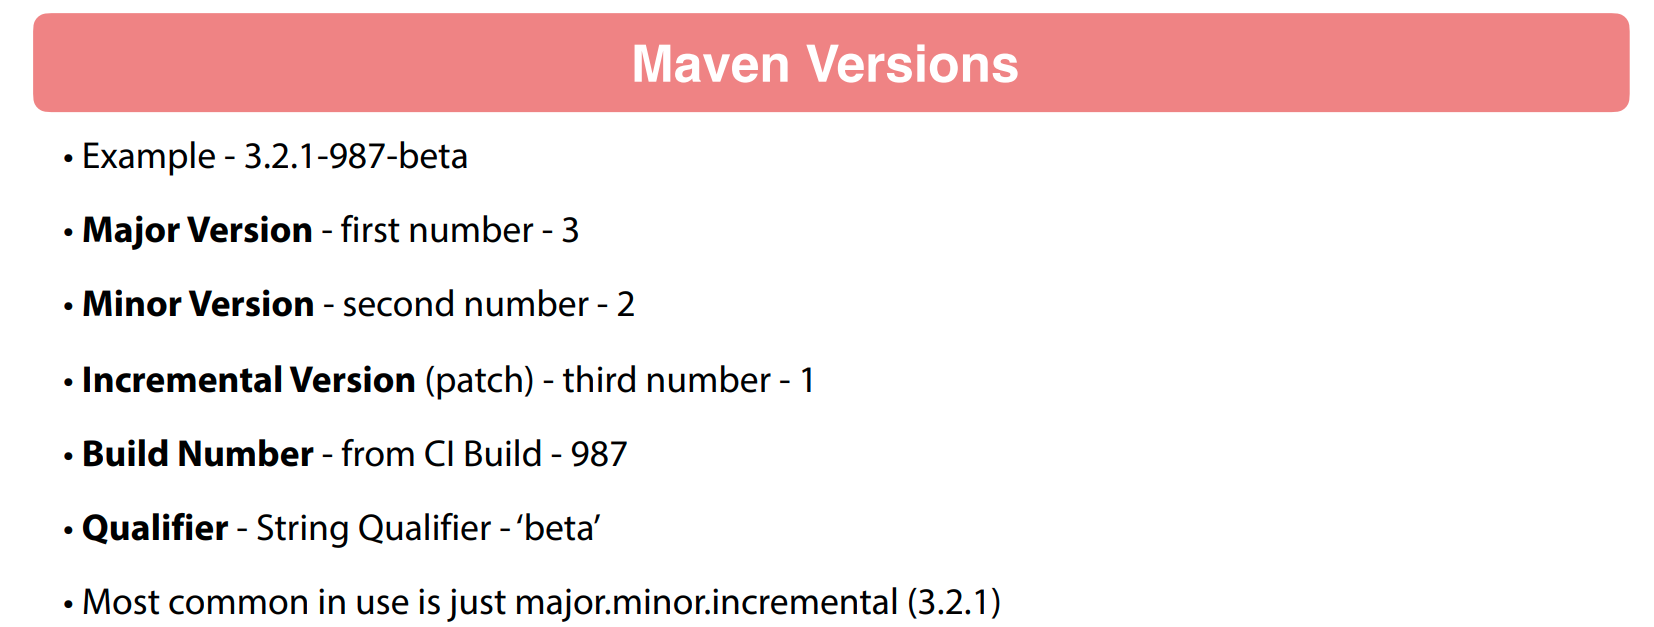 Maven Versions
• Example - 3.2.1-987-beta
• Major Version - first number - 3
• Minor Version - second number - 2
• Incremental Version (patch) - third number - 1
• Build Number - from CI Build - 987
• Qualifier - String Qualifier - ‘beta’
• Most common in use is just major.minor.incremental (3.2.1)